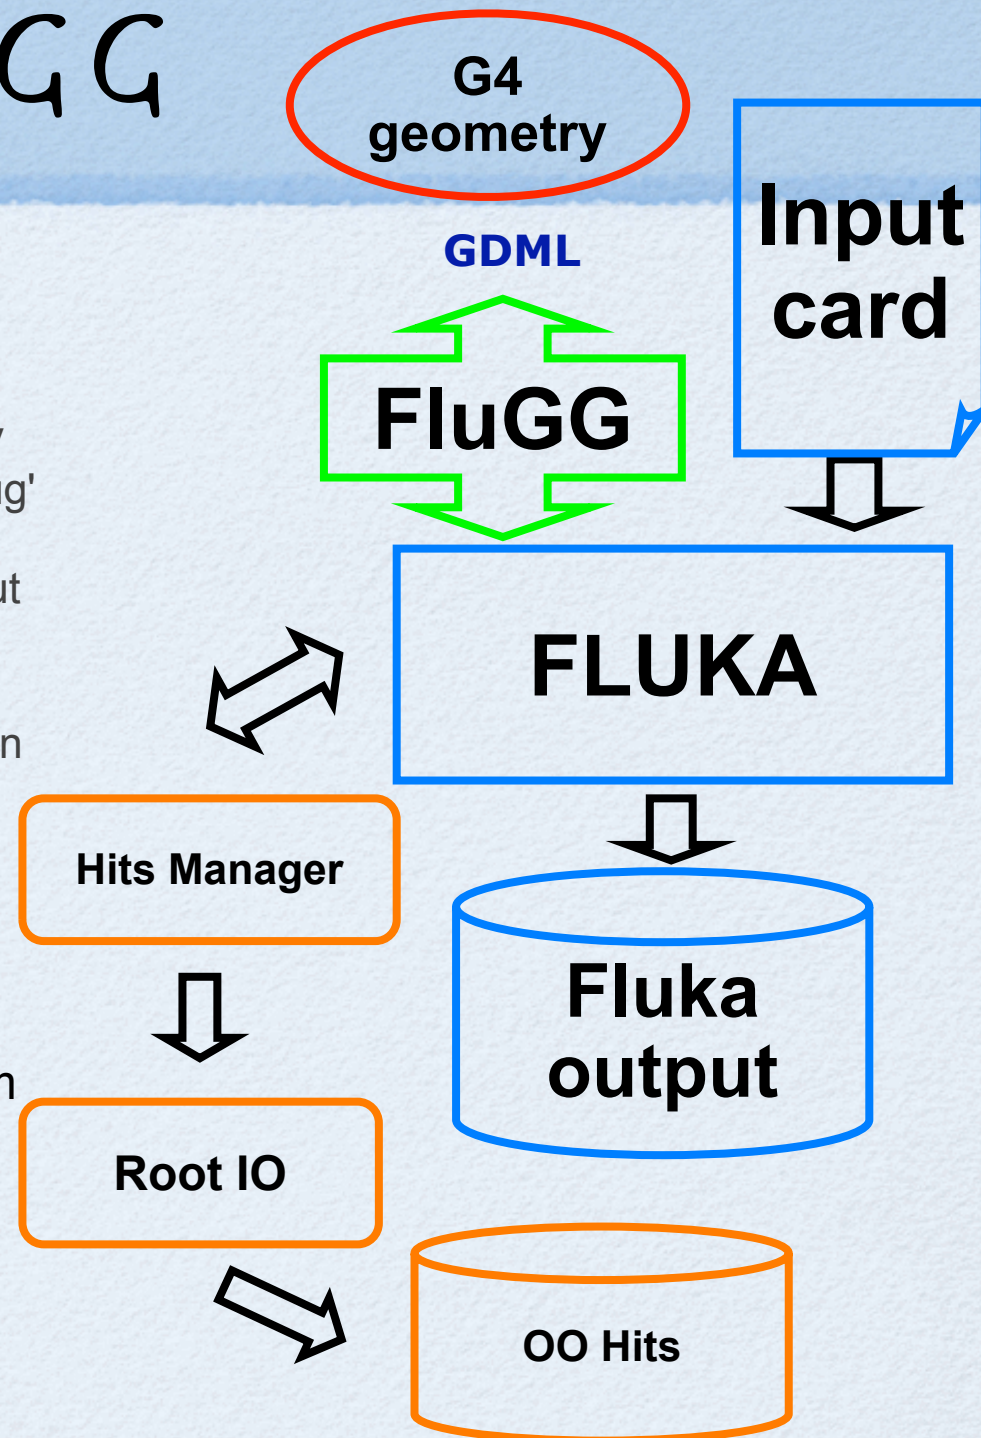 GG
G4
geometry
GDML
Input
card
FluGG
FLUKA
Hits Manager
Fluka
output
Root IO
OO Hits